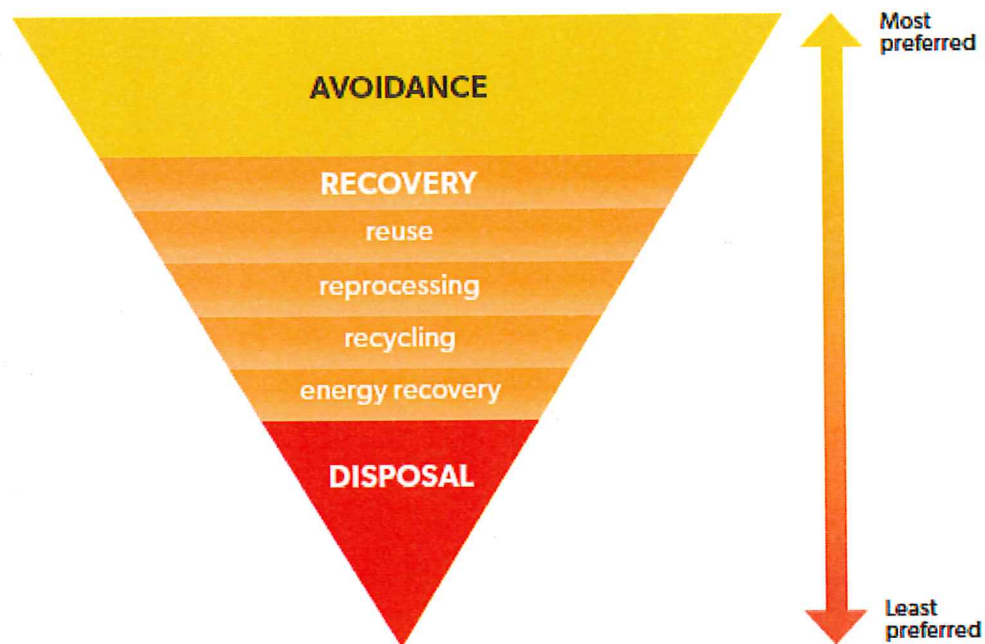 Most
preferred
AVOIDANCE
RECOVERY
reuse
reprocessing
recycling
energy recovery
DISPOSAL
Least
preferred